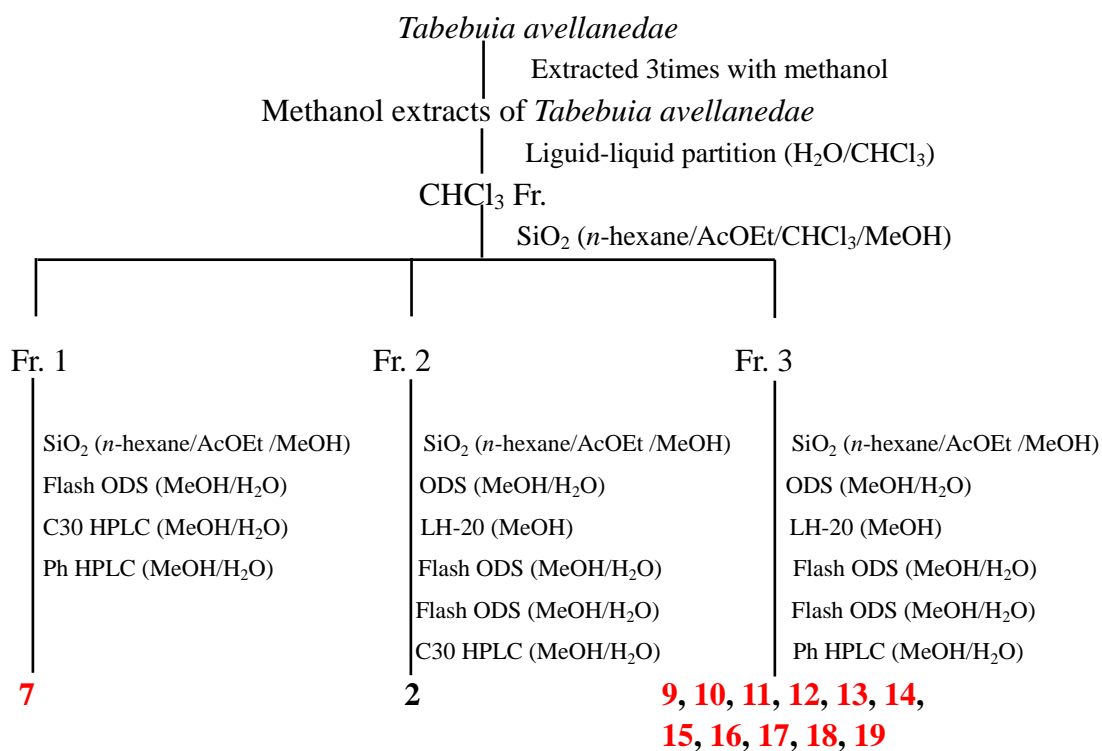 Tabebuia avellanedae
Extracted 3times with methanol
Methanol extracts of Tabebuia avellanedae
Liguid-liquid partition (H₂O/CHCl₃)
CHCl₃ Fr.
SiO₂ (n-hexane/AcOEt/CHCl₃/MeOH)
Fr. 1
SiO₂ (n-hexane/AcOEt /MeOH)
Flash ODS (MeOH/H₂O)
C30 HPLC (MeOH/H₂O)
Ph HPLC (MeOH/H₂O)
7
Fr. 2
SiO₂ (n-hexane/AcOEt /MeOH)
ODS (MeOH/H₂O)
LH-20 (MeOH)
Flash ODS (MeOH/H₂O)
Flash ODS (MeOH/H₂O)
C30 HPLC (MeOH/H₂O)
2
Fr. 3
SiO₂ (n-hexane/AcOEt /MeOH)
ODS (MeOH/H₂O)
LH-20 (MeOH)
Flash ODS (MeOH/H₂O)
Flash ODS (MeOH/H₂O)
Ph HPLC (MeOH/H₂O)
9, 10, 11, 12, 13, 14,
15, 16, 17, 18, 19